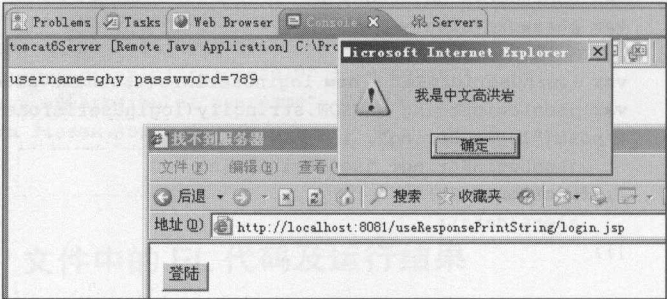 Problems Tasks Web Browser Console Servers
tomcat6Server [Remote Java Application] C:\Pro
Microsoft Internet Explorer
username=ghy passwword=789
我是中文高洪岩
确定
找不到服务器
文件(F) 编辑(E) 查看(
后退 搜索 收藏夹
地址(D) http://localhost:8081/useResponsePrintString/login.jsp
登陆